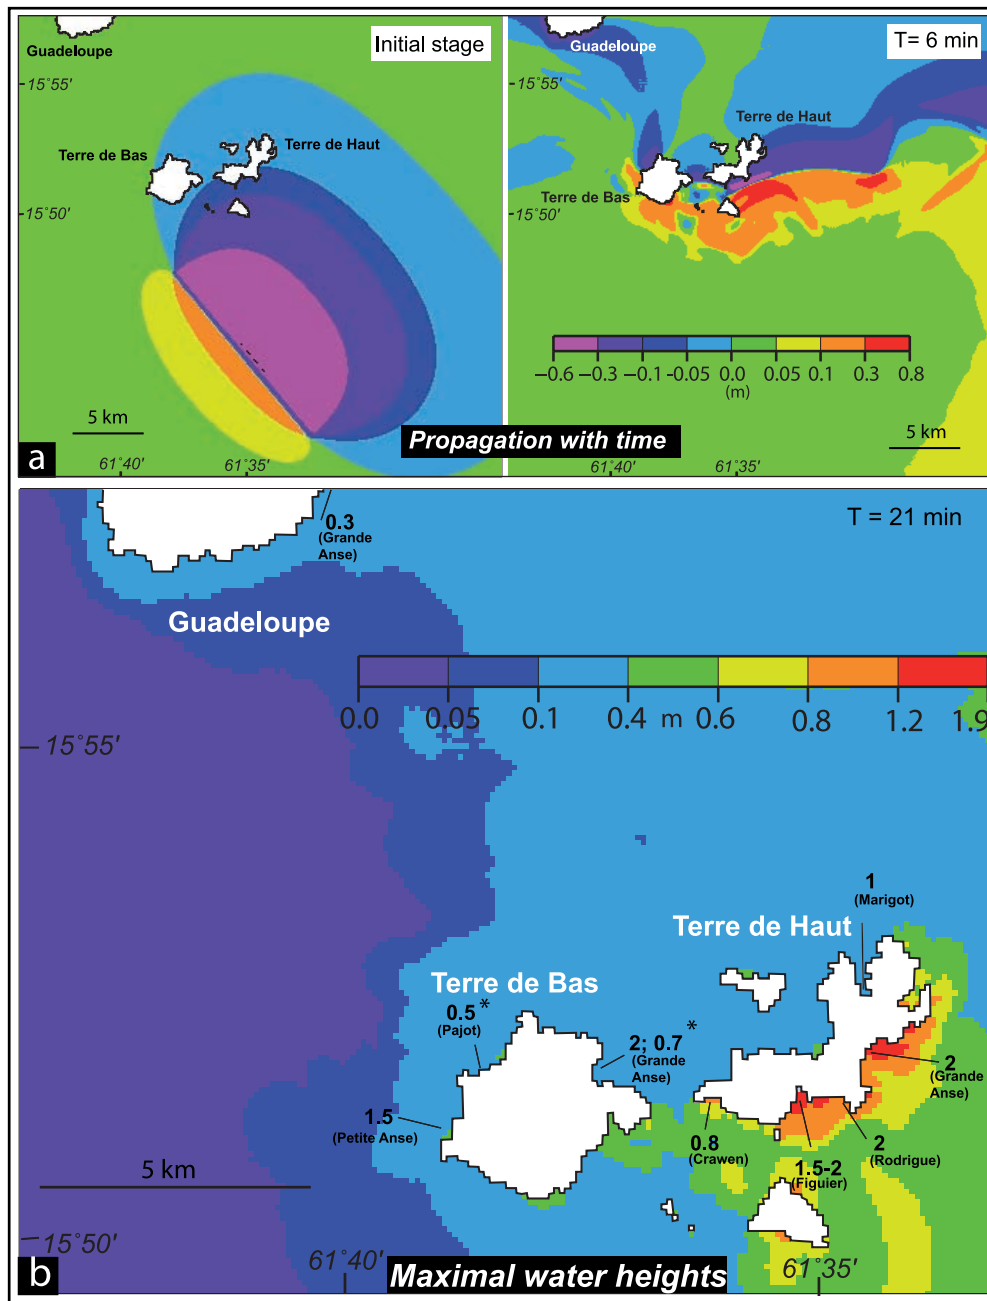 Guadeloupe
Initial stage
15°55'
Terre de Bas
Terre de Haut
15°50'
5 km
a
61°40'
61°35'
Guadeloupe
T= 6 min
15°55'
Terre de Haut
Terre de Bas
15°50'
−0.6 −0.3 −0.1 −0.05 0.0 0.05 0.1 0.3 0.8
(m)
5 km
61°40'
61°35'
Propagation with time
T = 21 min
0.3
(Grande
Anse)
Guadeloupe
0.0 0.05 0.1 0.4 m 0.6 0.8 1.2 1.9
15°55'
1
(Marigot)
Terre de Haut
Terre de Bas
0.5*
(Pajot)
2; 0.7*
(Grande
Anse)
2
(Grande
Anse)
1.5
(Petite Anse)
0.8
(Crawen)
2
(Rodrigue)
1.5-2
(Figuier)
5 km
15°50'
61°40'
61°35'
b
Maximal water heights